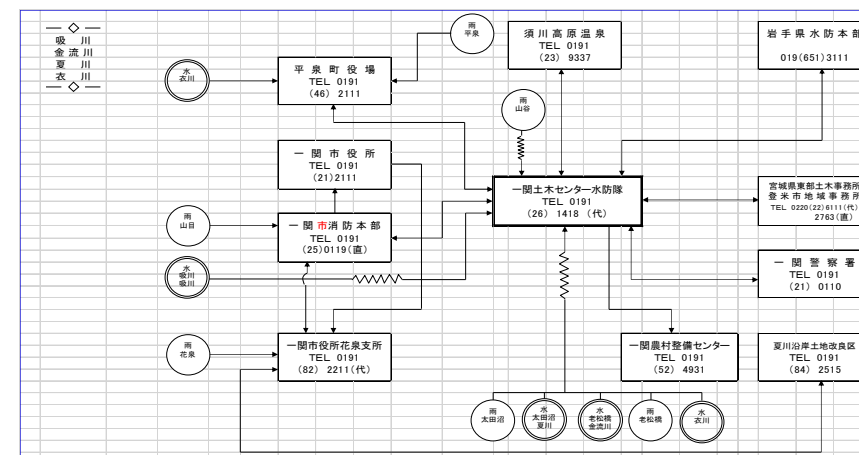 吸川
金流川
夏川
衣川
雨
平泉
須川高原温泉
TEL 0191
(23) 9337
岩手県水防本部
019(651)3111
水
衣川
平泉町役場
TEL 0191
(46) 2111
雨
山谷
一関市役所
TEL 0191
(21)2111
一関土木センター水防隊
TEL 0191
(26) 1418 (代)
宮城県東部土木事務所
登米市地域事務所
TEL 0220(22)6111(代)
2763(直)
雨
山目
一関市消防本部
TEL 0191
(25)0119(直)
水
吸川
吸川
一関警察署
TEL 0191
(21) 0110
雨
花泉
一関市役所花泉支所
TEL 0191
(82) 2211(代)
一関農村整備センター
TEL 0191
(52) 4931
夏川沿岸土地改良区
TEL 0191
(84) 2515
雨
太田沼
水
太田沼
夏川
水
老松橋
金流川
雨
老松橋
水
衣川